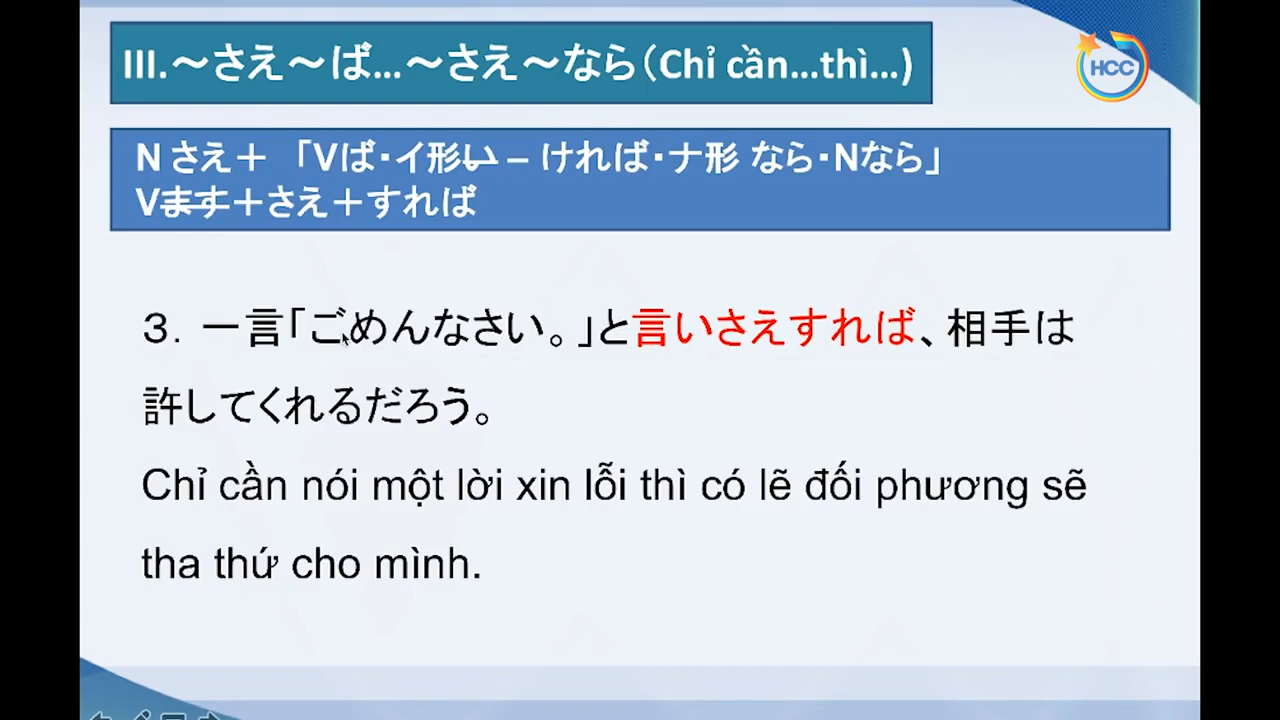 III.～さえ～ば…～さえ～なら（Chỉ cần…thì…)
HCC
N さえ＋ 「Vば・イ形い – ければ・ナ形 なら・Nなら」
Vます＋さえ＋すれば
３．一言「ごめんなさい。」と言いさえすれば、相手は
許してくれるだろう。
Chỉ cần nói một lời xin lỗi thì có lẽ đối phương sẽ
tha thứ cho mình.